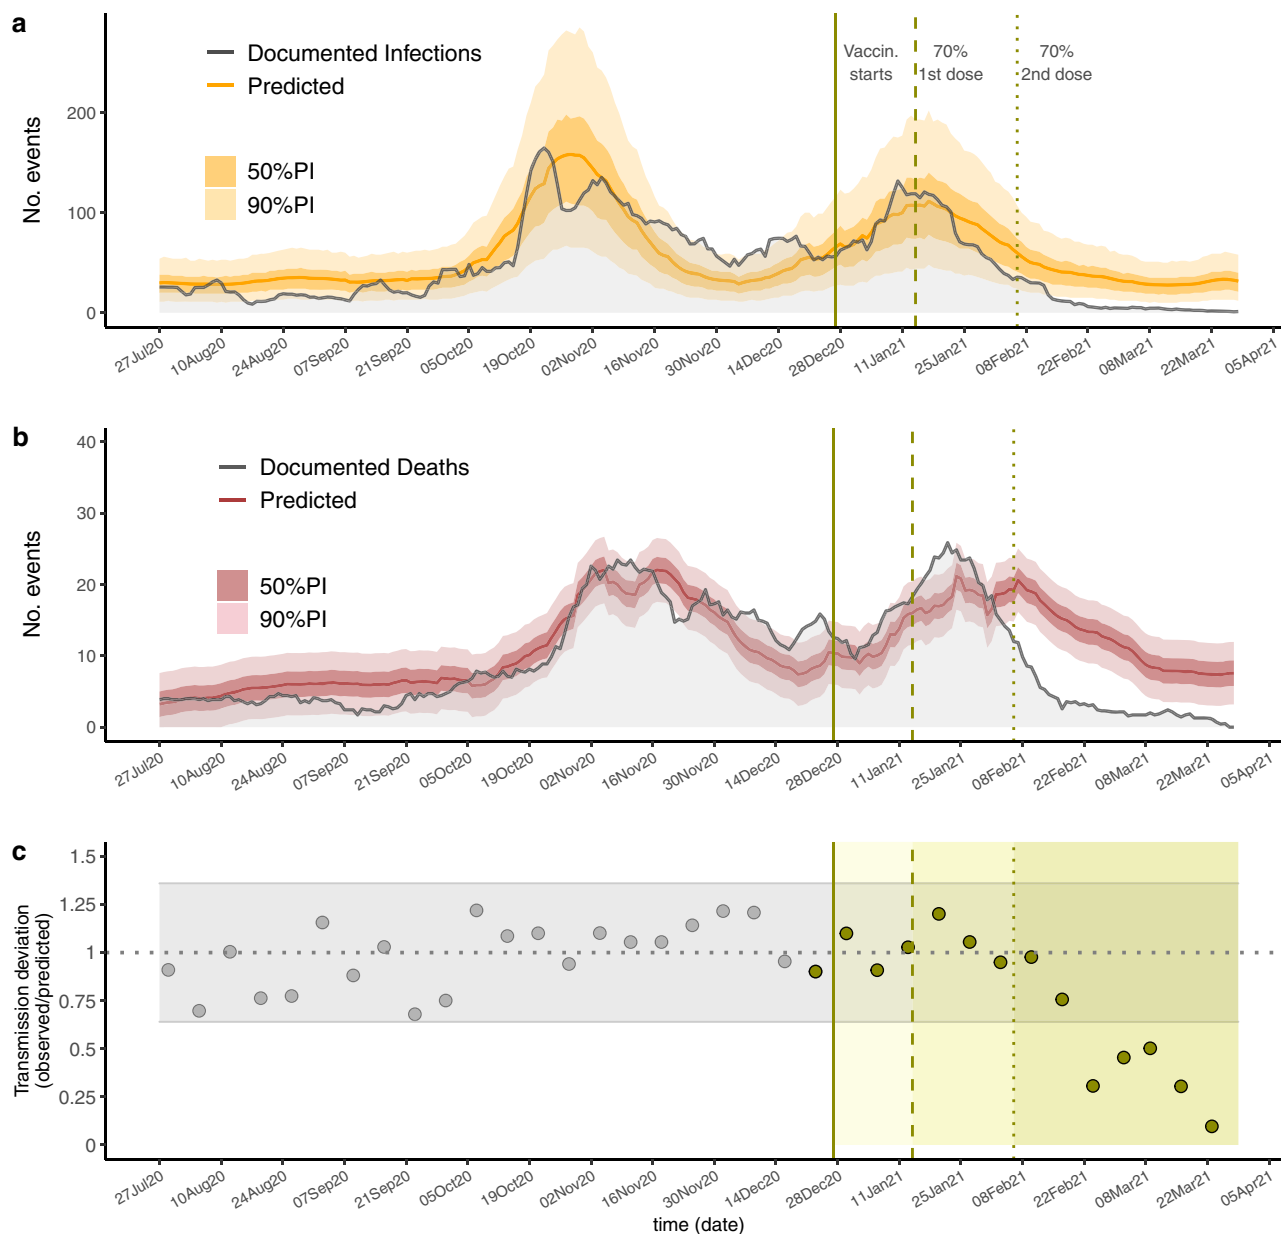 a
Documented Infections
Predicted
50%PI
90%PI
Vaccin.
starts
70%
1st dose
70%
2nd dose
No. events
200
100
0
27Jul20
10Aug20
24Aug20
07Sep20
21Sep20
05Oct20
19Oct20
02Nov20
16Nov20
30Nov20
14Dec20
28Dec20
11Jan21
25Jan21
08Feb21
22Feb21
08Mar21
22Mar21
05Apr21
b
Documented Deaths
Predicted
50%PI
90%PI
No. events
40
30
20
10
0
27Jul20
10Aug20
24Aug20
07Sep20
21Sep20
05Oct20
19Oct20
02Nov20
16Nov20
30Nov20
14Dec20
28Dec20
11Jan21
25Jan21
08Feb21
22Feb21
08Mar21
22Mar21
05Apr21
c
Transmission deviation
(observed/predicted)
1.5
1.25
1
0.75
0.5
0.25
0
27Jul20
10Aug20
24Aug20
07Sep20
21Sep20
05Oct20
19Oct20
02Nov20
16Nov20
30Nov20
14Dec20
28Dec20
11Jan21
25Jan21
08Feb21
22Feb21
08Mar21
22Mar21
05Apr21
time (date)